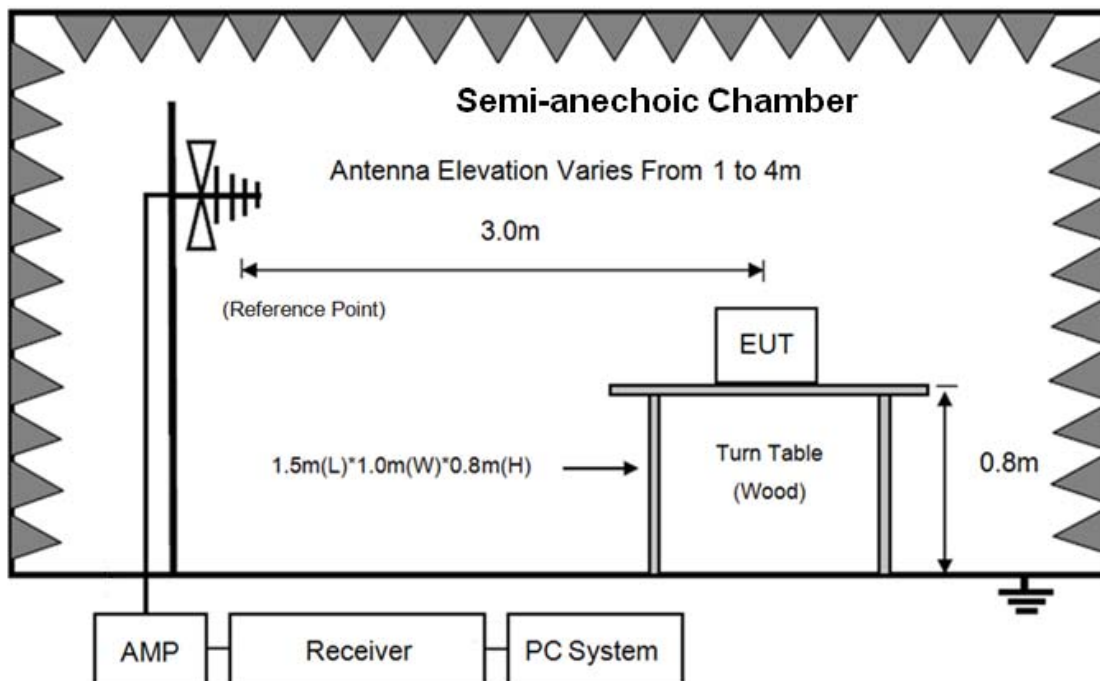 Semi-anechoic Chamber
Antenna Elevation Varies From 1 to 4m
3.0m
(Reference Point)
EUT
1.5m(L)*1.0m(W)*0.8m(H)
Turn Table
(Wood)
0.8m
AMP
Receiver
PC System